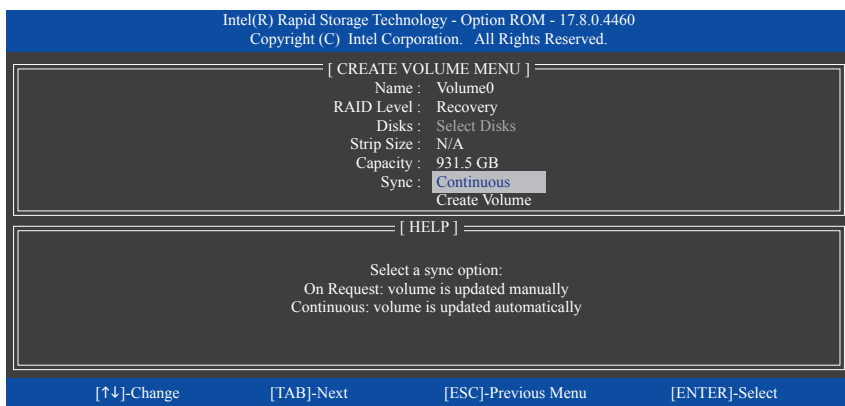 Intel(R) Rapid Storage Technology - Option ROM - 17.8.0.4460
Copyright (C) Intel Corporation. All Rights Reserved.
[ CREATE VOLUME MENU ]
Name : Volume0
RAID Level : Recovery
Disks : Select Disks
Strip Size : N/A
Capacity : 931.5 GB
Sync : Continuous
Create Volume
[ HELP ]
Select a sync option:
On Request: volume is updated manually
Continuous: volume is updated automatically
[↑↓]-Change [TAB]-Next [ESC]-Previous Menu [ENTER]-Select